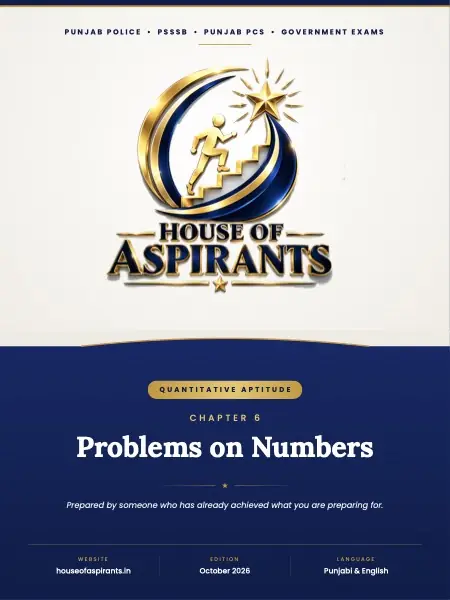 PUNJAB POLICE • PSSSB • PUNJAB PCS • GOVERNMENT EXAMS
HOUSE OF
ASPIRANTS
QUANTITATIVE APTITUDE
CHAPTER 6
Problems on Numbers
Prepared by someone who has already achieved what you are preparing for.
WEBSITE
houseofaspirants.in
EDITION
October 2026
LANGUAGE
Punjabi & English